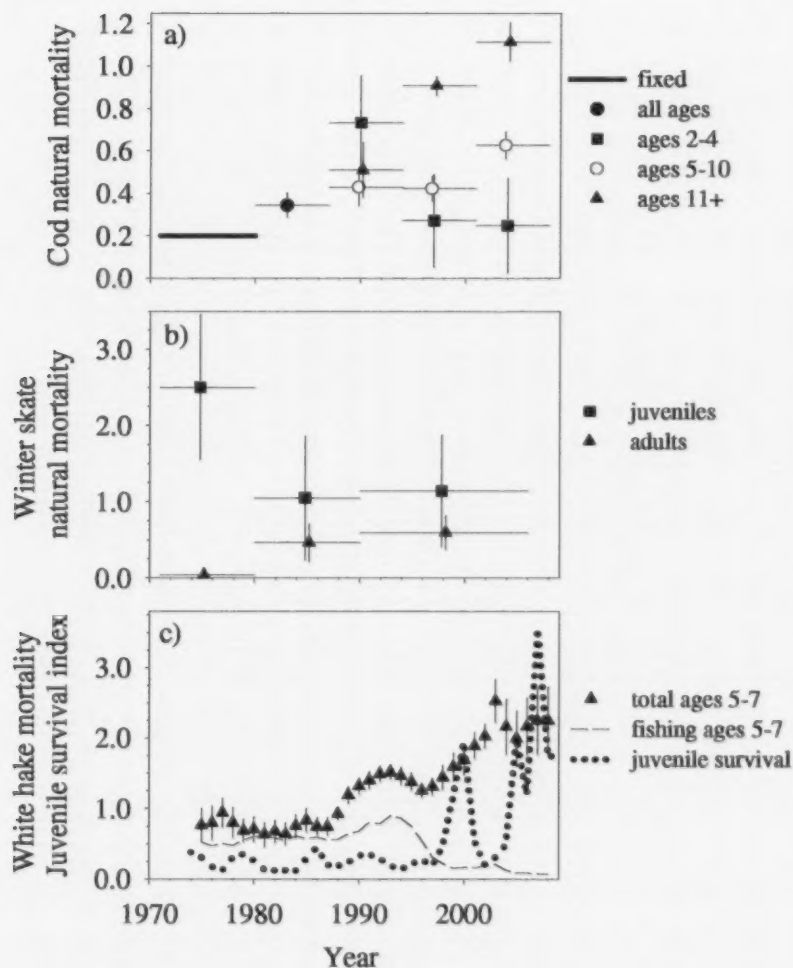 a)
Cod natural mortality
1.2
1.0
0.8
0.6
0.4
0.2
0.0
fixed
all ages
ages 2-4
ages 5-10
ages 11+
b)
Winter skate
natural mortality
3.0
2.0
1.0
0.0
juveniles
adults
c)
White hake mortality
Juvenile survival index
3.0
2.0
1.0
0.0
total ages 5-7
fishing ages 5-7
juvenile survival
1970
1980
1990
2000
Year